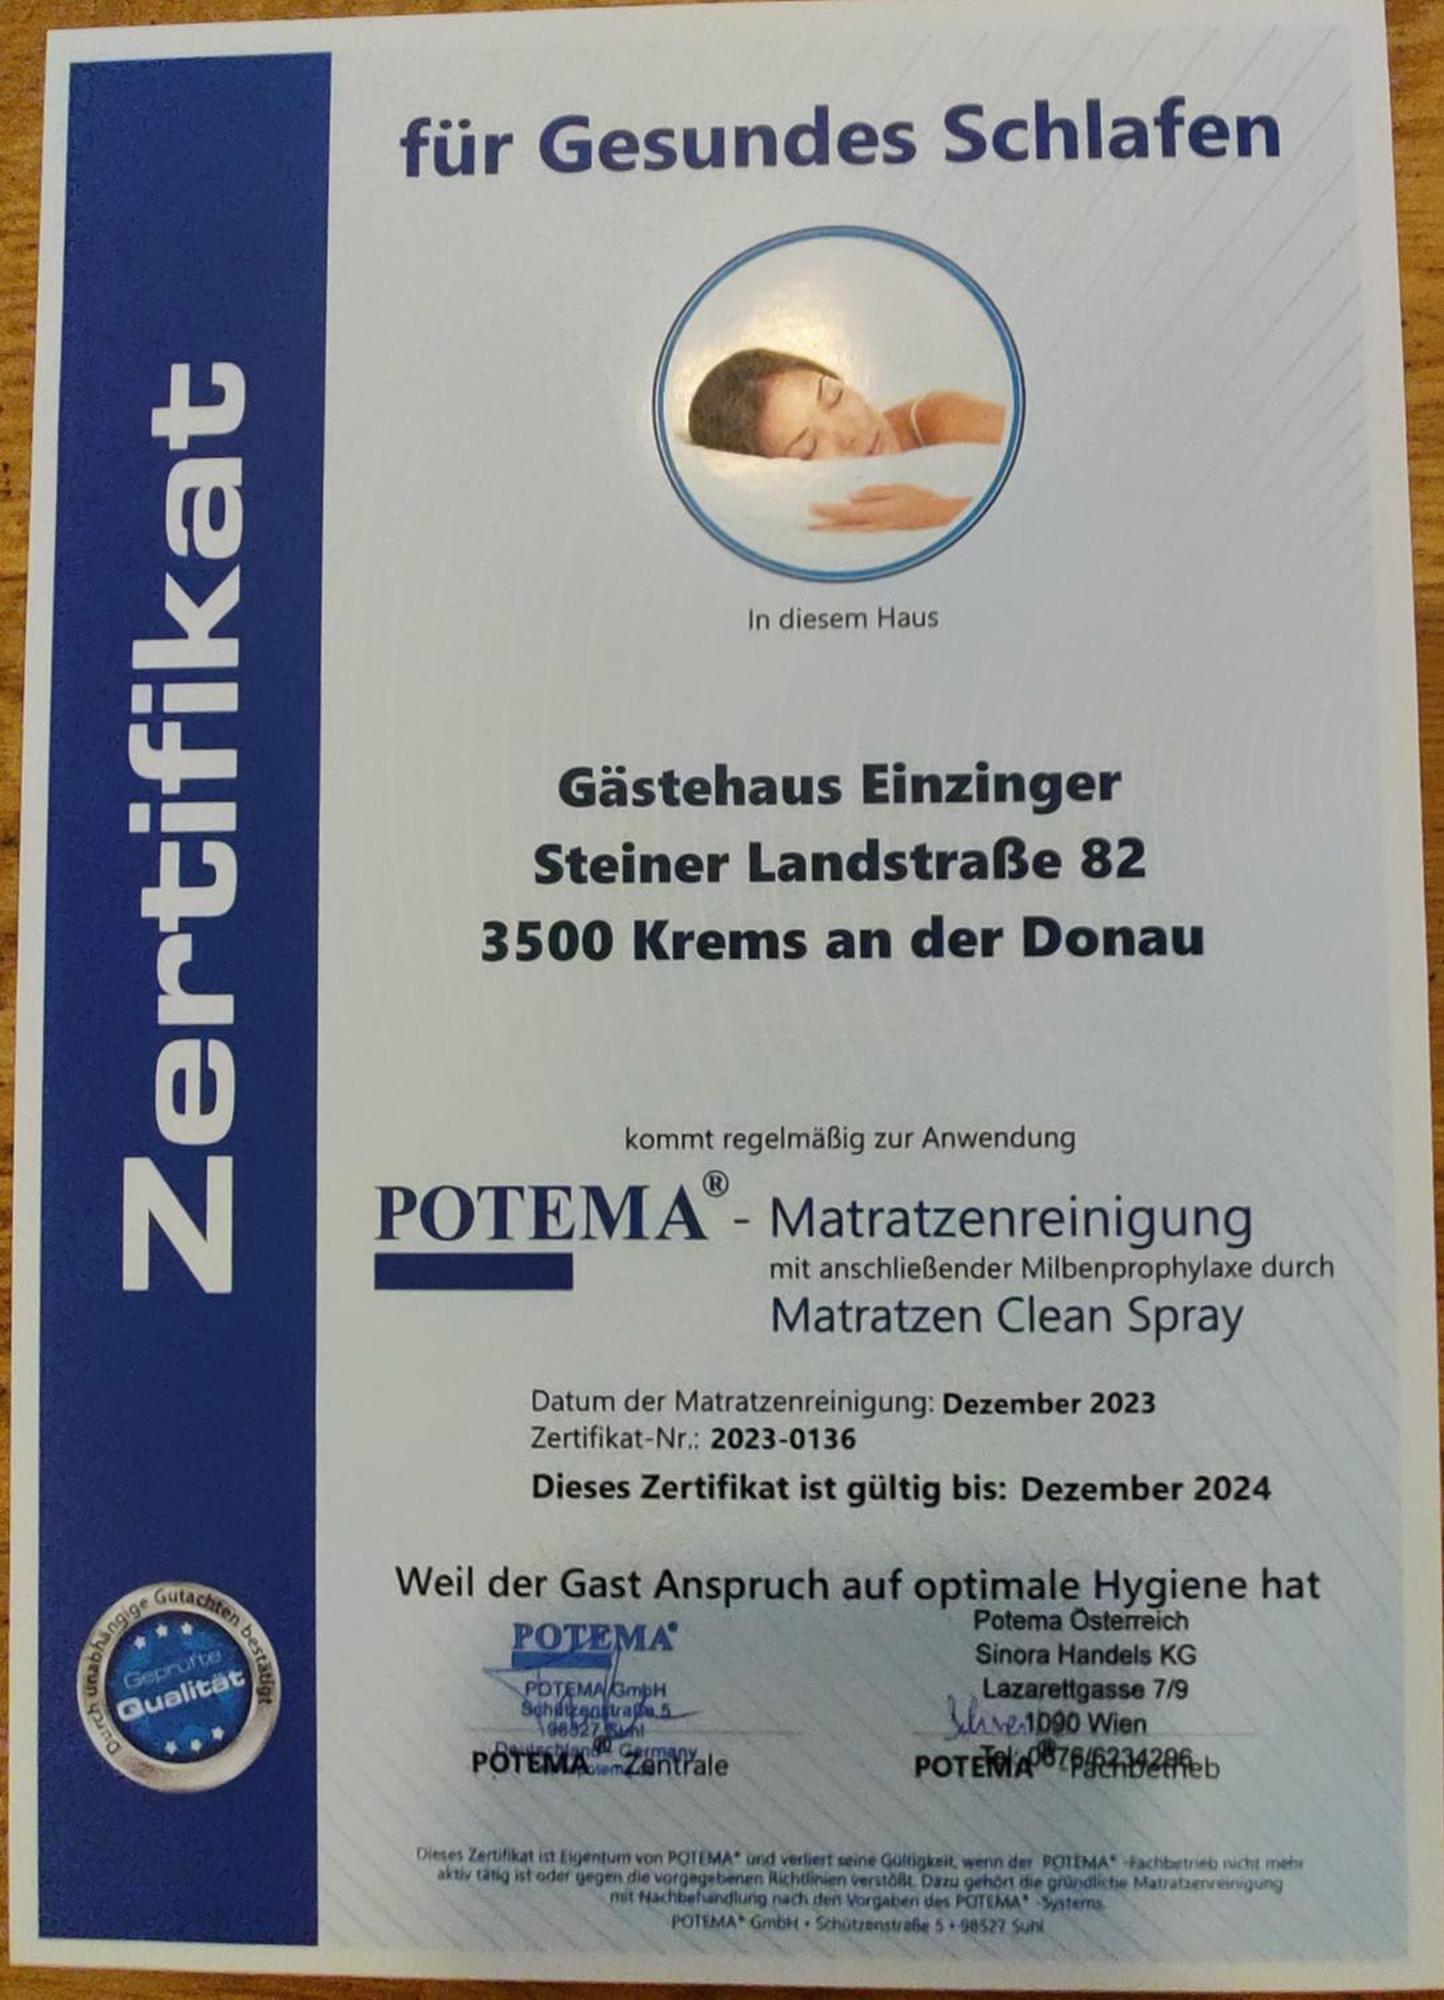 Zertifikat
für Gesundes Schlafen
In diesem Haus
Gästehaus Einzinger
Steiner Landstraße 82
3500 Krems an der Donau
kommt regelmäßig zur Anwendung
POTEMA® - Matratzenreinigung
mit anschließender Milbenprophylaxe durch
Matratzen Clean Spray
Datum der Matratzenreinigung: Dezember 2023
Zertifikat-Nr.: 2023-0136
Dieses Zertifikat ist gültig bis: Dezember 2024
Weil der Gast Anspruch auf optimale Hygiene hat
POTEMA®
POTEMA GmbH
Schützenstraße 5
98527 Suhl
Deutschland - Germany
POTEMA® - Zentrale
Potema Österreich
Sinora Handels KG
Lazarettgasse 7/9
1090 Wien
Tel: 0676/6234296
POTEMA® - Fachbetrieb
Durch unabhängige Gutachten bestätigt
Geprüfte
Qualität
Dieses Zertifikat ist Eigentum von POTEMA® und verliert seine Gültigkeit, wenn der POTEMA® -Fachbetrieb nicht mehr
aktiv tätig ist oder gegen die vorgegebenen Richtlinien verstößt. Dazu gehört die gründliche Matratzenreinigung
mit Nachbehandlung nach den Vorgaben des POTEMA® -Systems.
POTEMA® GmbH • Schützenstraße 5 • 98527 Suhl